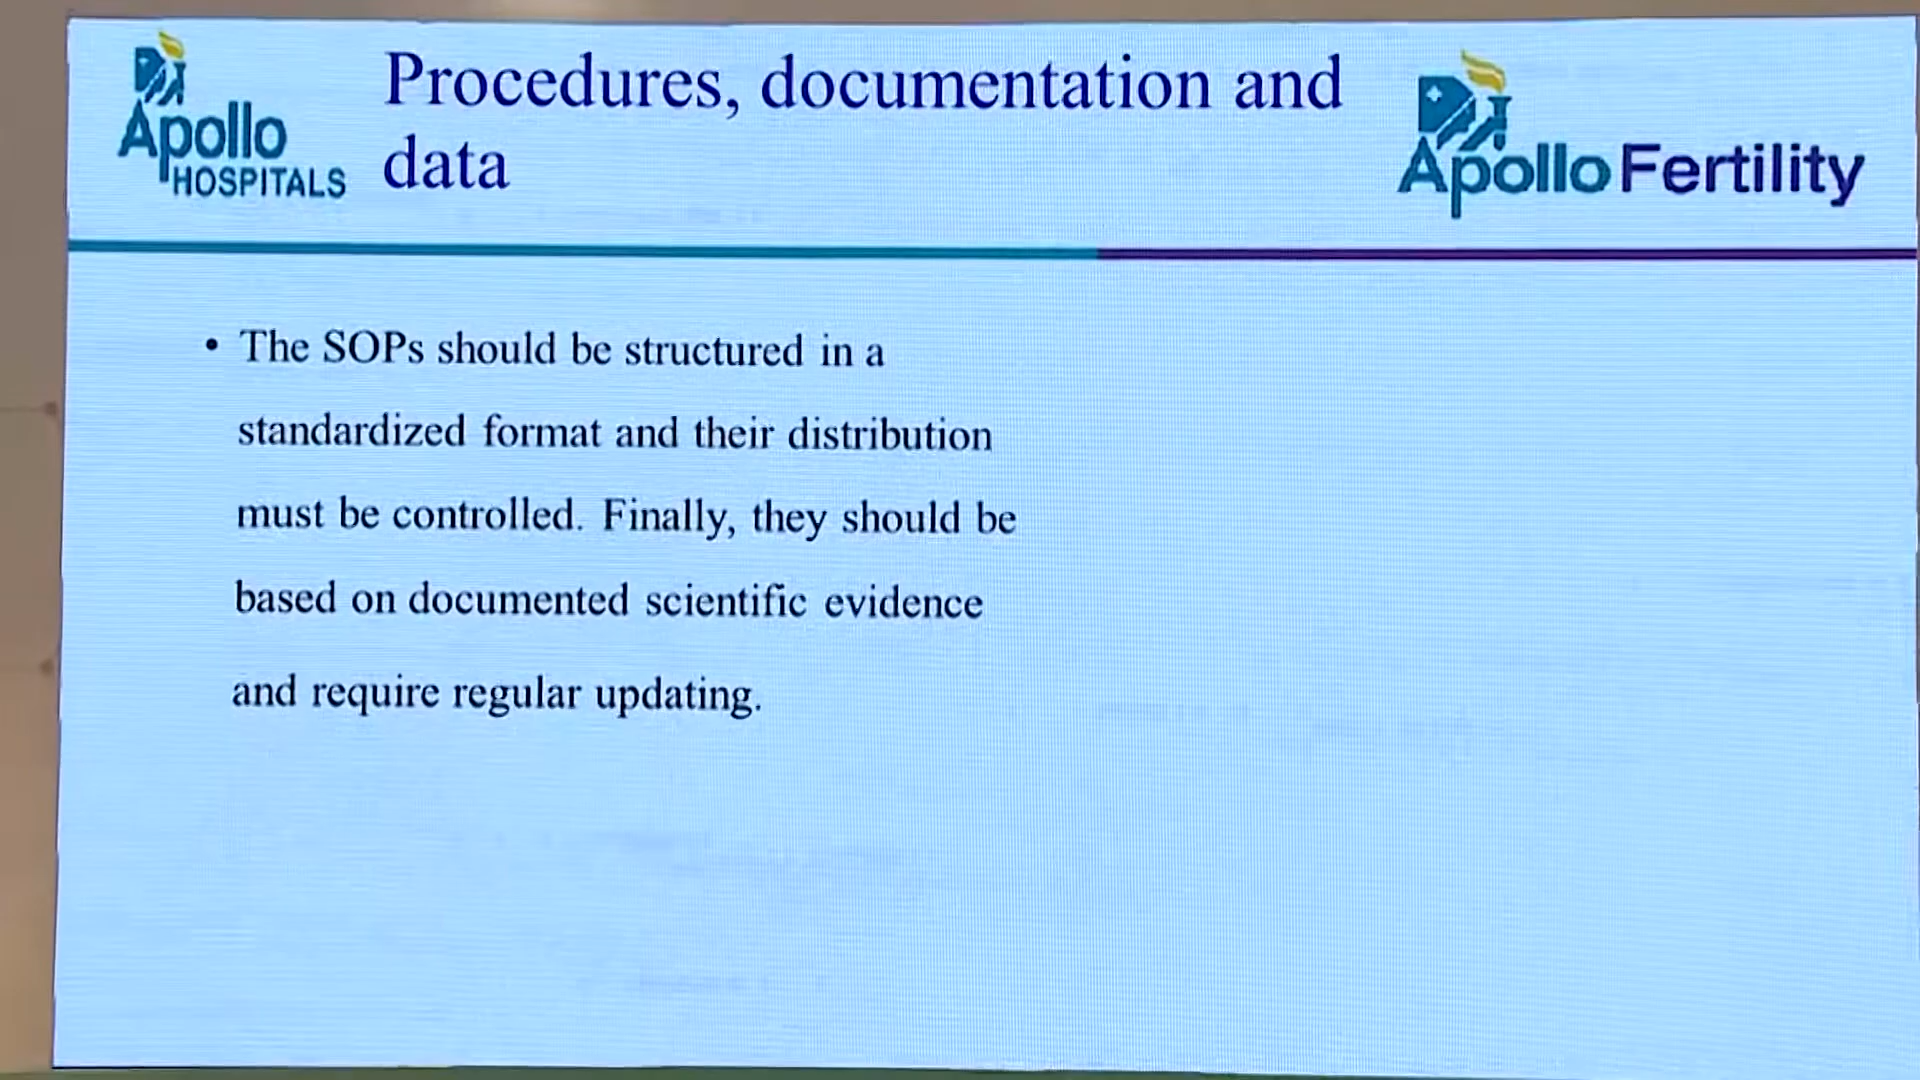 Apollo
HOSPITALS
Procedures, documentation and
data
Apollo Fertility
• The SOPs should be structured in a
standardized format and their distribution
must be controlled. Finally, they should be
based on documented scientific evidence
and require regular updating.